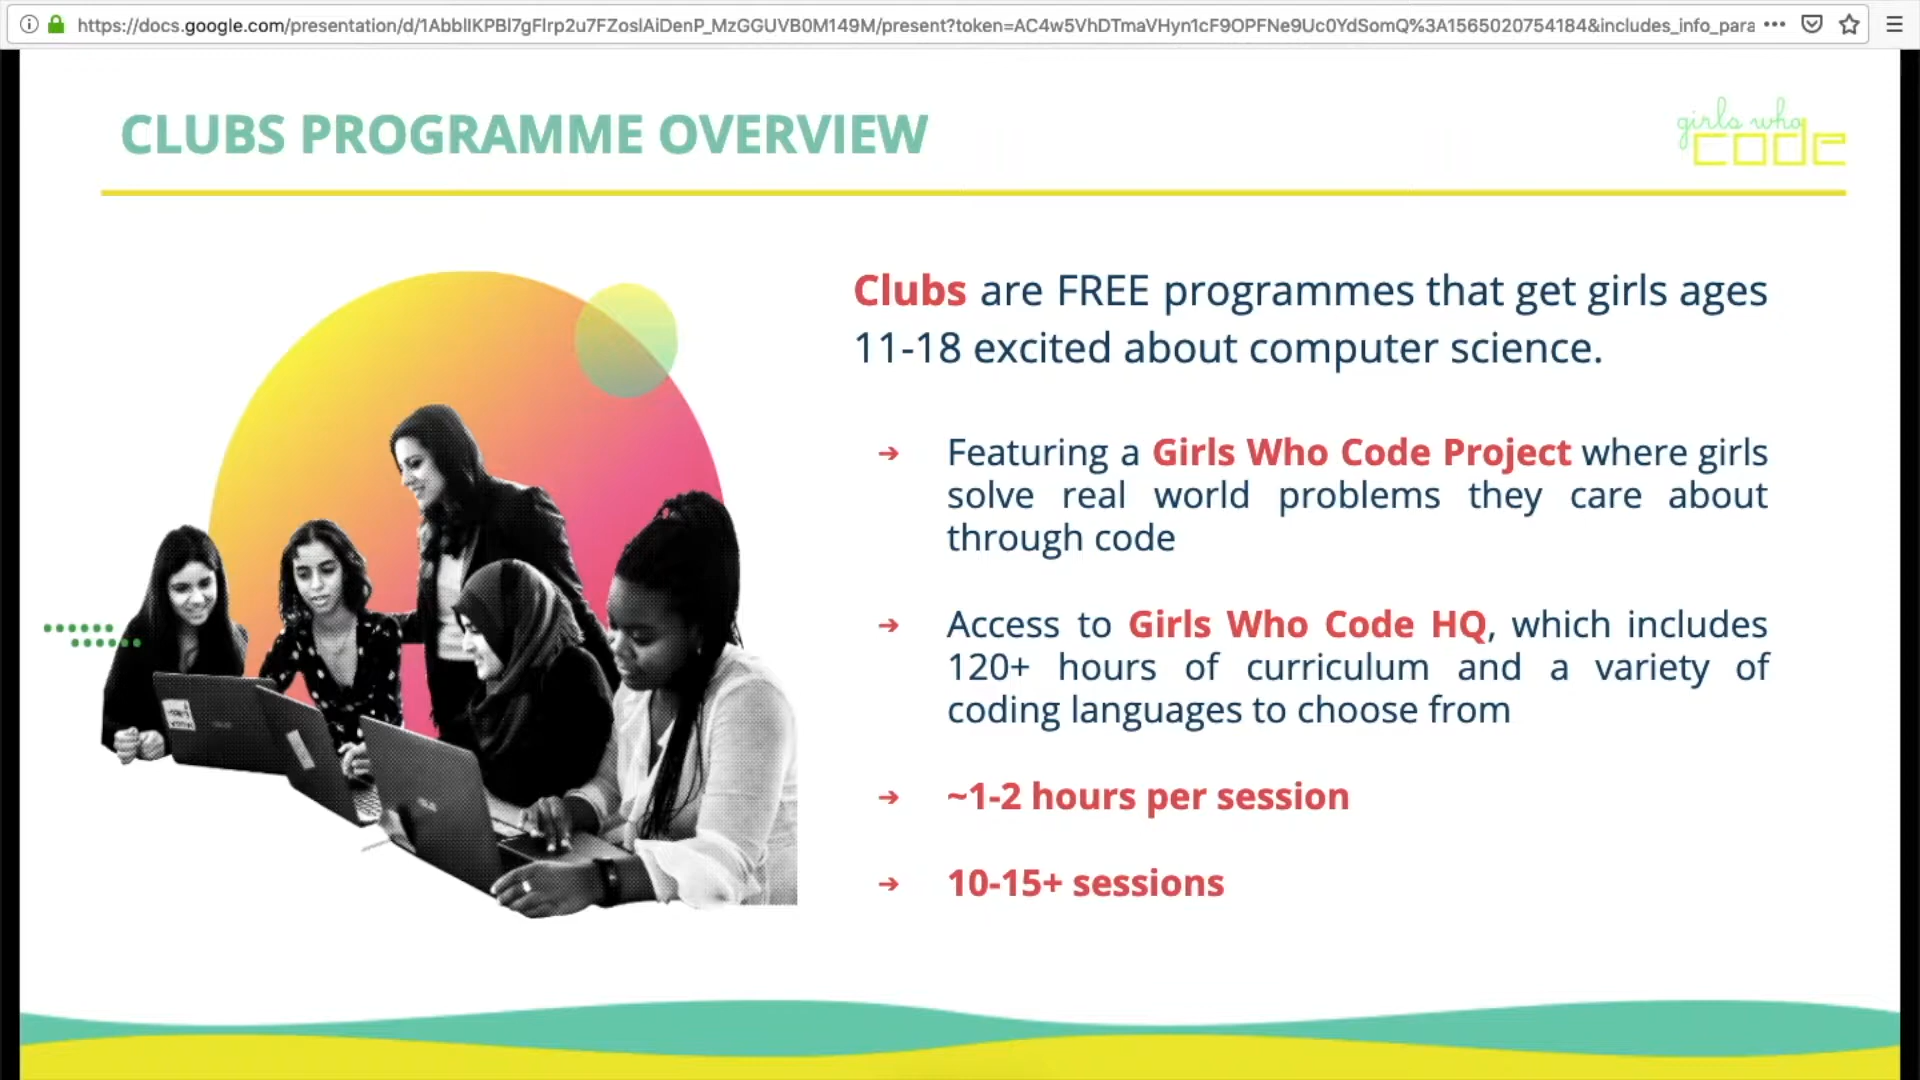 https://docs.google.com/presentation/d/1AbblIKPBl7gFIrp2u7FZoslAiDenP_MzGGUVB0M149M/present?token=AC4w5VhDTmaVHyn1cF9OPFNe9Uc0YdSomQ%3A1565020754184&includes_info_para
CLUBS PROGRAMME OVERVIEW
girls who
code
Clubs are FREE programmes that get girls ages
11-18 excited about computer science.
➔ Featuring a Girls Who Code Project where girls
solve real world problems they care about
through code
➔ Access to Girls Who Code HQ, which includes
120+ hours of curriculum and a variety of
coding languages to choose from
➔ ~1-2 hours per session
➔ 10-15+ sessions